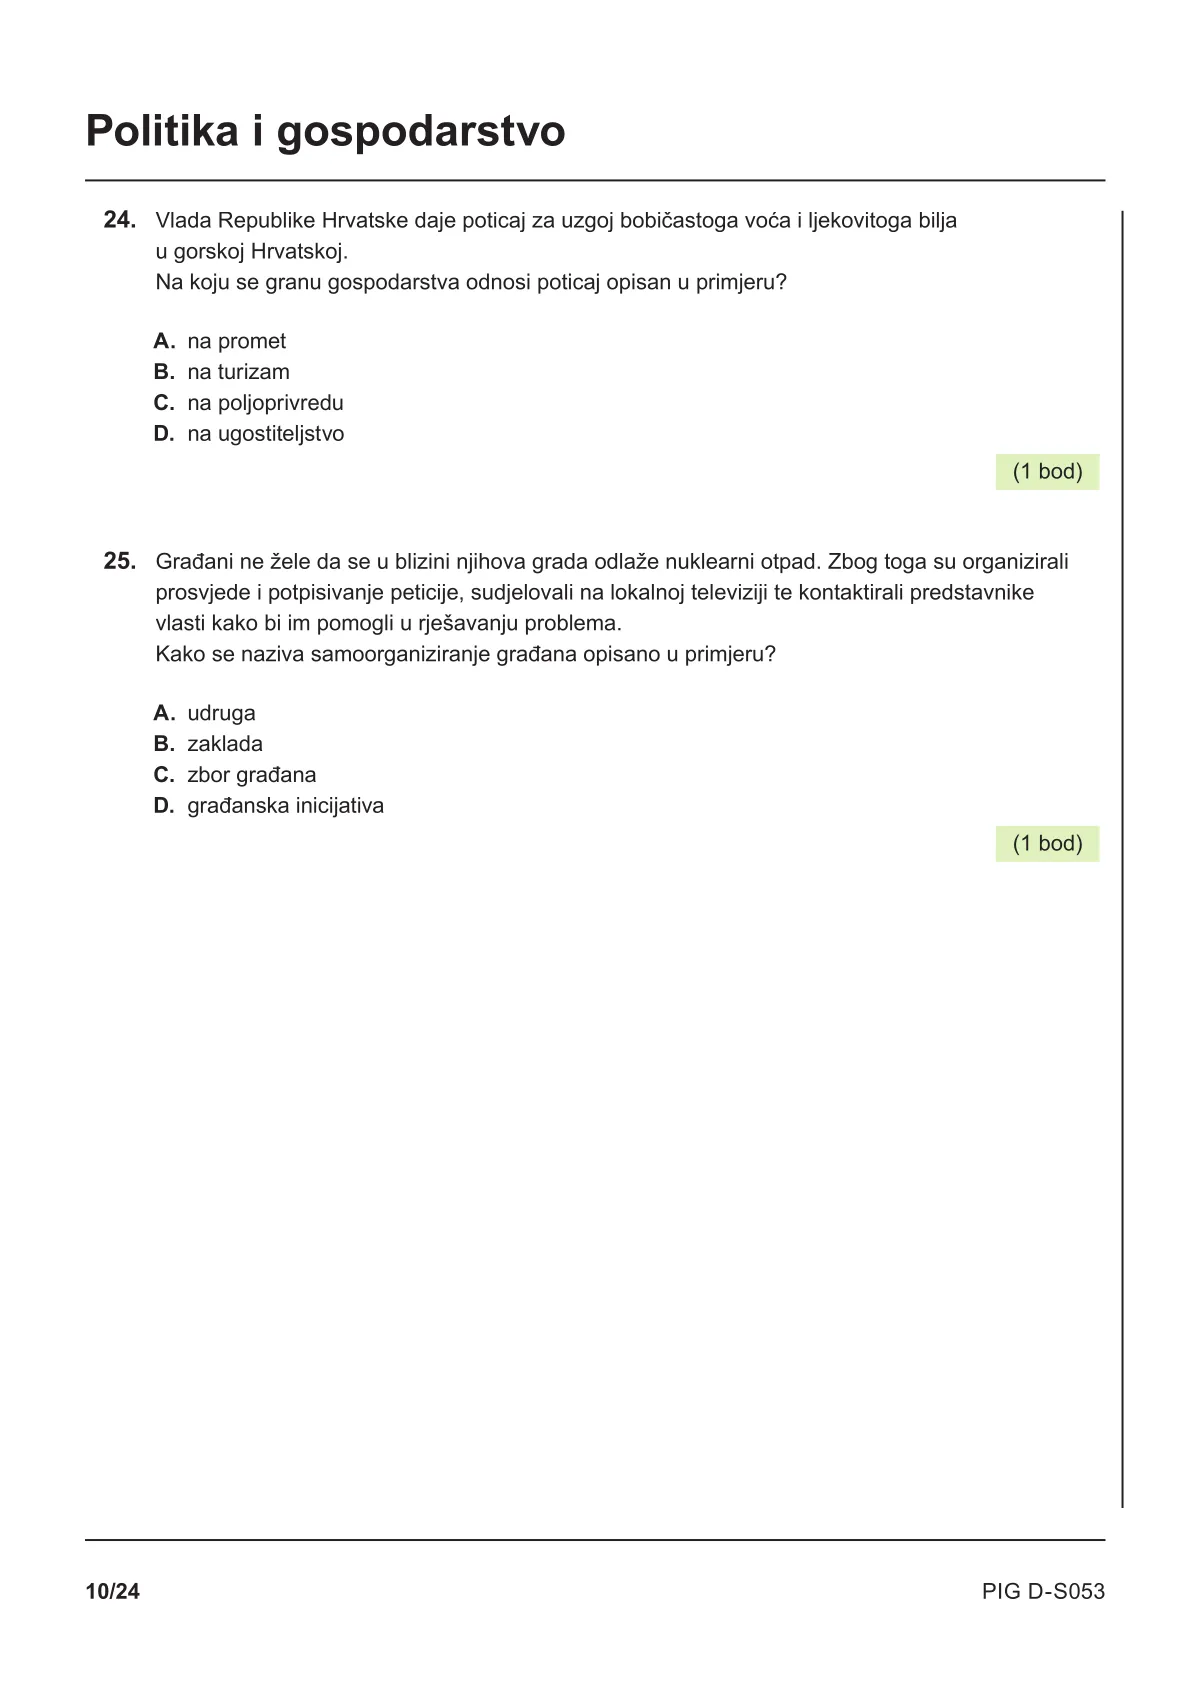 Politika i gospodarstvo
24. Vlada Republike Hrvatske daje poticaj za uzgoj bobičastoga voća i ljekovitoga bilja
u gorskoj Hrvatskoj.
Na koju se granu gospodarstva odnosi poticaj opisan u primjeru?
A. na promet
B. na turizam
C. na poljoprivredu
D. na ugostiteljstvo
(1 bod)
25. Građani ne žele da se u blizini njihova grada odlaže nuklearni otpad. Zbog toga su organizirali
prosvjede i potpisivanje peticije, sudjelovali na lokalnoj televiziji te kontaktirali predstavnike
vlasti kako bi im pomogli u rješavanju problema.
Kako se naziva samoorganiziranje građana opisano u primjeru?
A. udruga
B. zaklada
C. zbor građana
D. građanska inicijativa
(1 bod)
10/24
PIG D-S053